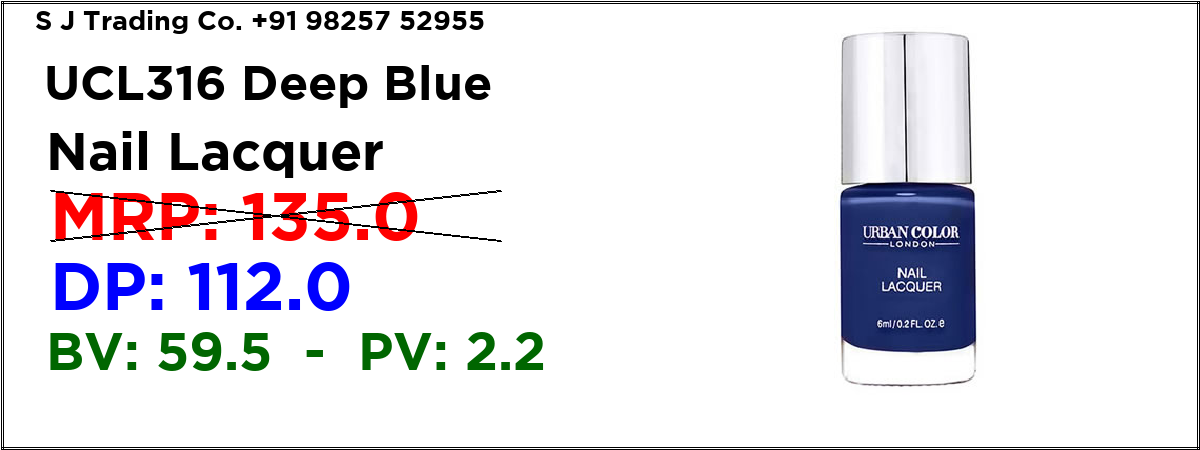 S J Trading Co. +91 98257 52955
UCL316 Deep Blue
Nail Lacquer
MRP: 135.0
DP: 112.0
BV: 59.5 - PV: 2.2
URBAN COLOR
LONDON
NAIL
LACQUER
6ml/0.2 FL. OZ. e